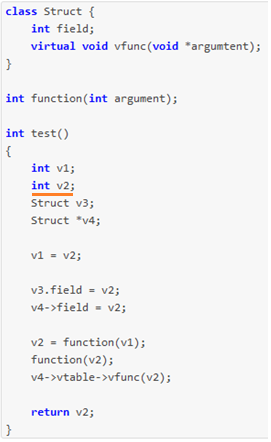 class Struct {
    int field;
    virtual void vfunc(void *argumtent);
}

int function(int argument);

int test()
{
    int v1;
    int v2;
    Struct v3;
    Struct *v4;

    v1 = v2;

    v3.field = v2;
    v4->field = v2;

    v2 = function(v1);
    function(v2);
    v4->vtable->vfunc(v2);

    return v2;
}